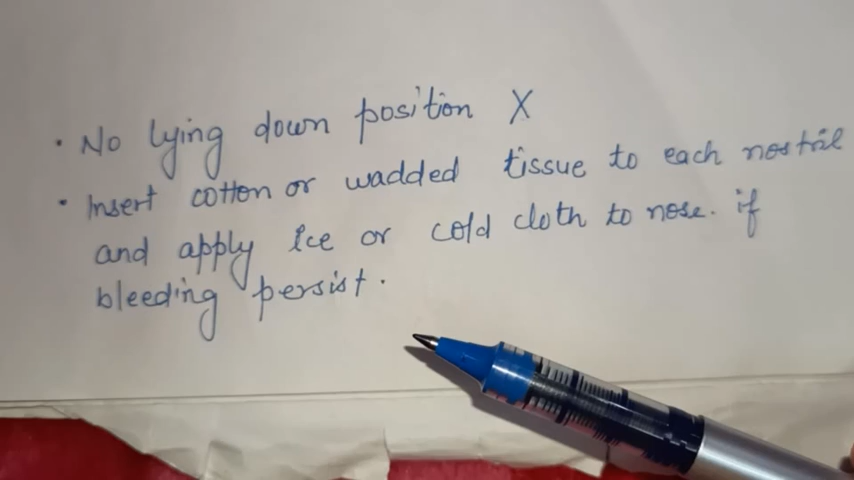 • No lying down position X
• Insert cotton or wadded tissue to each nostril
and apply Ice or cold cloth to nose. if
bleeding persist.